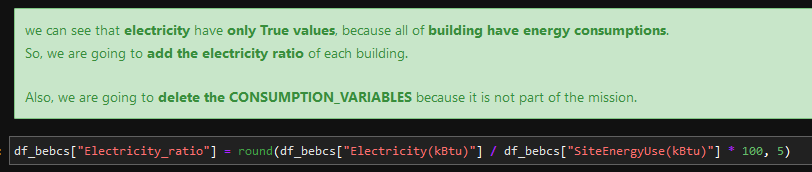 we can see that electricity have only True values, because all of building have energy consumptions.
So, we are going to add the electricity ratio of each building.
Also, we are going to delete the CONSUMPTION_VARIABLES because it is not part of the mission.
df_bebcs["Electricity_ratio"] = round(df_bebcs["Electricity(kBtu)"] / df_bebcs["SiteEnergyUse(kBtu)"] * 100, 5)